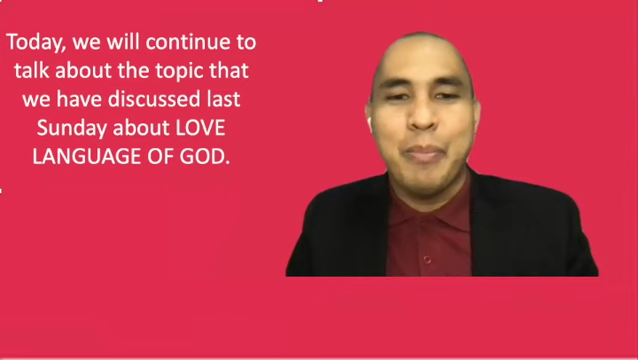 Today, we will continue to
talk about the topic that
we have discussed last
Sunday about LOVE
LANGUAGE OF GOD.